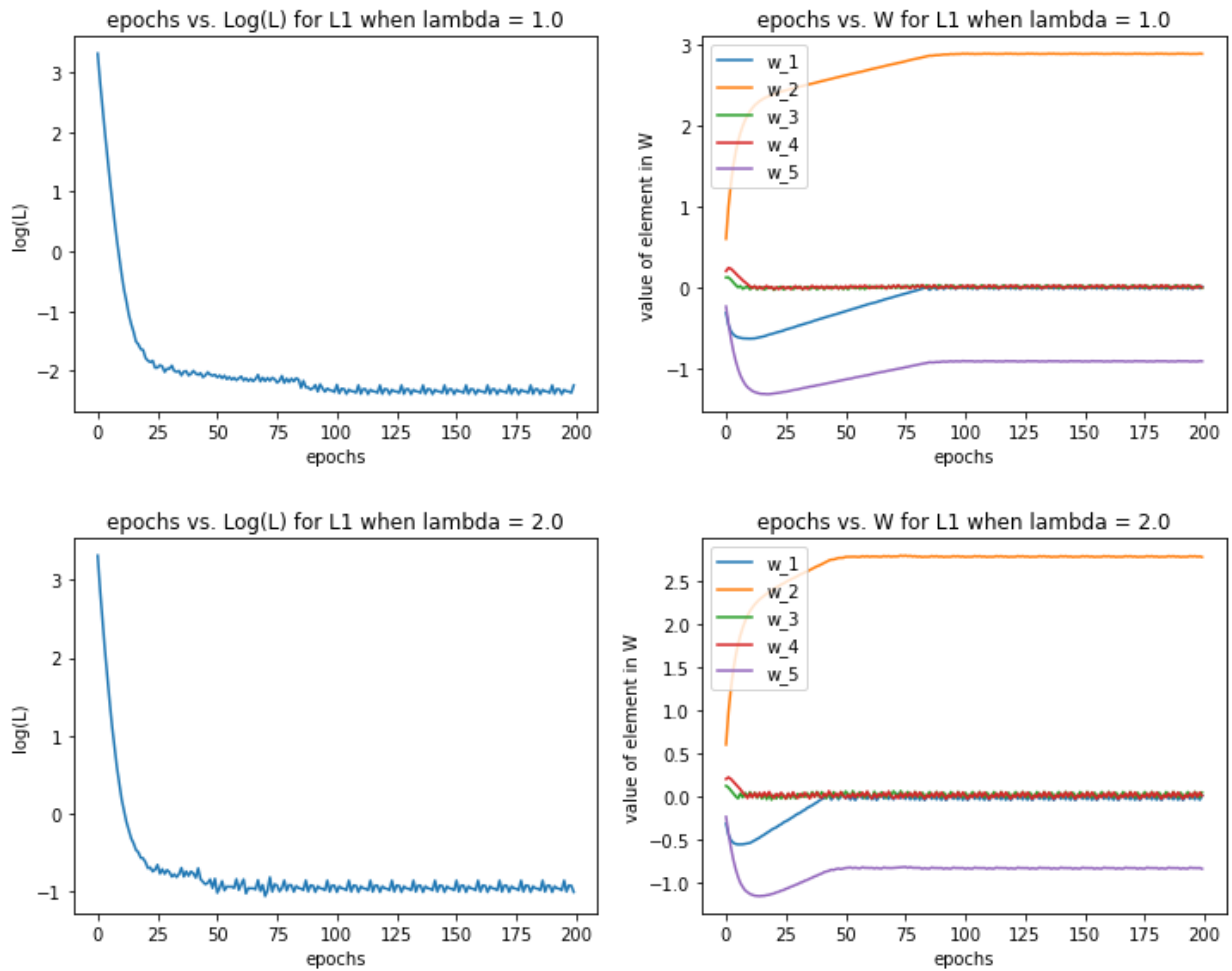 epochs vs. Log(L) for L1 when lambda = 1.0
log(L)
3
2
1
0
−1
−2
0 25 50 75 100 125 150 175 200
epochs
epochs vs. W for L1 when lambda = 1.0
value of element in W
3
2
1
0
−1
w_1
w_2
w_3
w_4
w_5
0 25 50 75 100 125 150 175 200
epochs
epochs vs. Log(L) for L1 when lambda = 2.0
log(L)
3
2
1
0
−1
0 25 50 75 100 125 150 175 200
epochs
epochs vs. W for L1 when lambda = 2.0
value of element in W
2.5
2.0
1.5
1.0
0.5
0.0
−0.5
−1.0
w_1
w_2
w_3
w_4
w_5
0 25 50 75 100 125 150 175 200
epochs